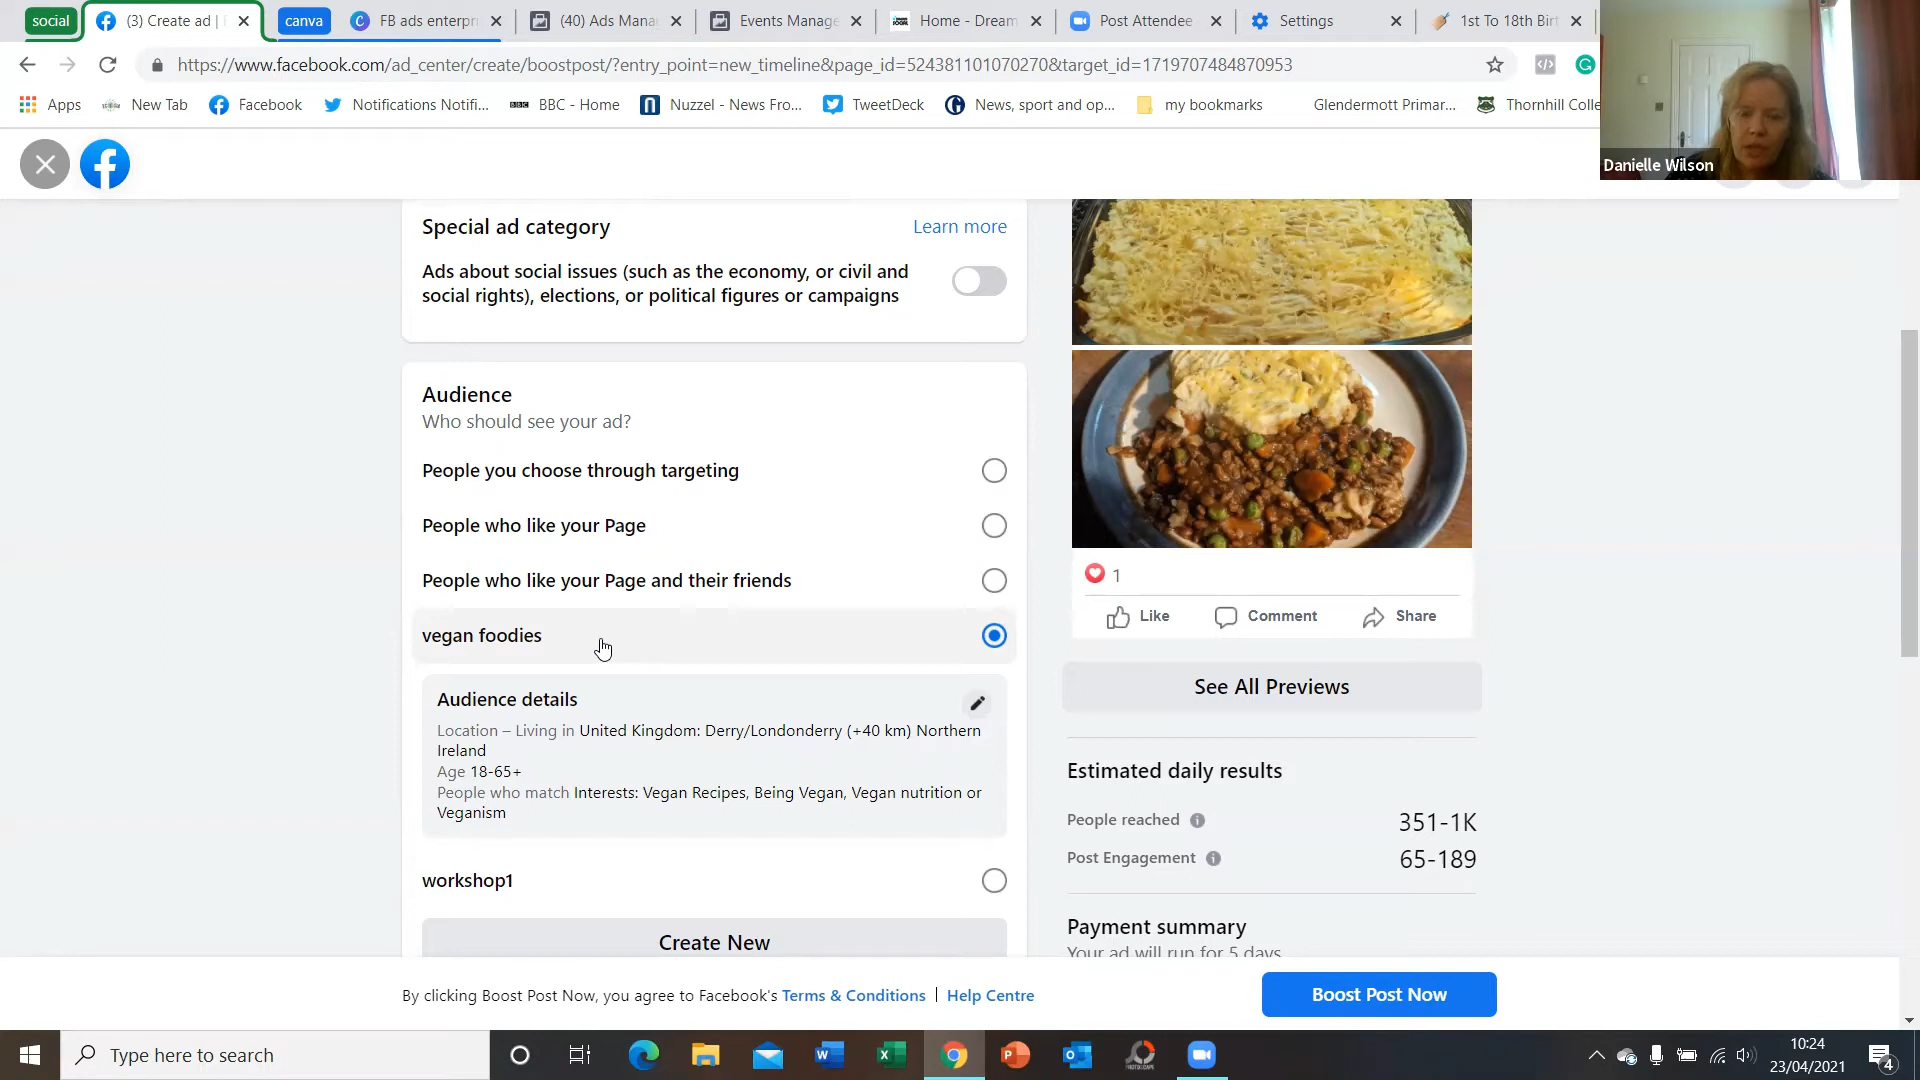 social
(3) Create ad |
canva
FB ads enterpr
(40) Ads Mana
Events Manage
Home - Dream
Post Attendee
Settings
1st To 18th Birt
https://www.facebook.com/ad_center/create/boostpost/?entry_point=new_timeline&page_id=524381101070270&target_id=1719707484870953
Apps
New Tab
Facebook
Notifications Notifi...
BBC - Home
Nuzzel - News Fro...
TweetDeck
News, sport and op...
my bookmarks
Glendermott Primar...
Thornhill Colle
Danielle Wilson
Special ad category
Learn more
Ads about social issues (such as the economy, or civil and
social rights), elections, or political figures or campaigns
Audience
Who should see your ad?
People you choose through targeting
People who like your Page
People who like your Page and their friends
vegan foodies
Audience details
Location – Living in United Kingdom: Derry/Londonderry (+40 km) Northern
Ireland
Age 18-65+
People who match Interests: Vegan Recipes, Being Vegan, Vegan nutrition or
Veganism
workshop1
Create New
1
Like
Comment
Share
See All Previews
Estimated daily results
People reached
351-1K
Post Engagement
65-189
Payment summary
Your ad will run for 5 days
By clicking Boost Post Now, you agree to Facebook's Terms & Conditions | Help Centre
Boost Post Now
Type here to search
10:24
23/04/2021
4